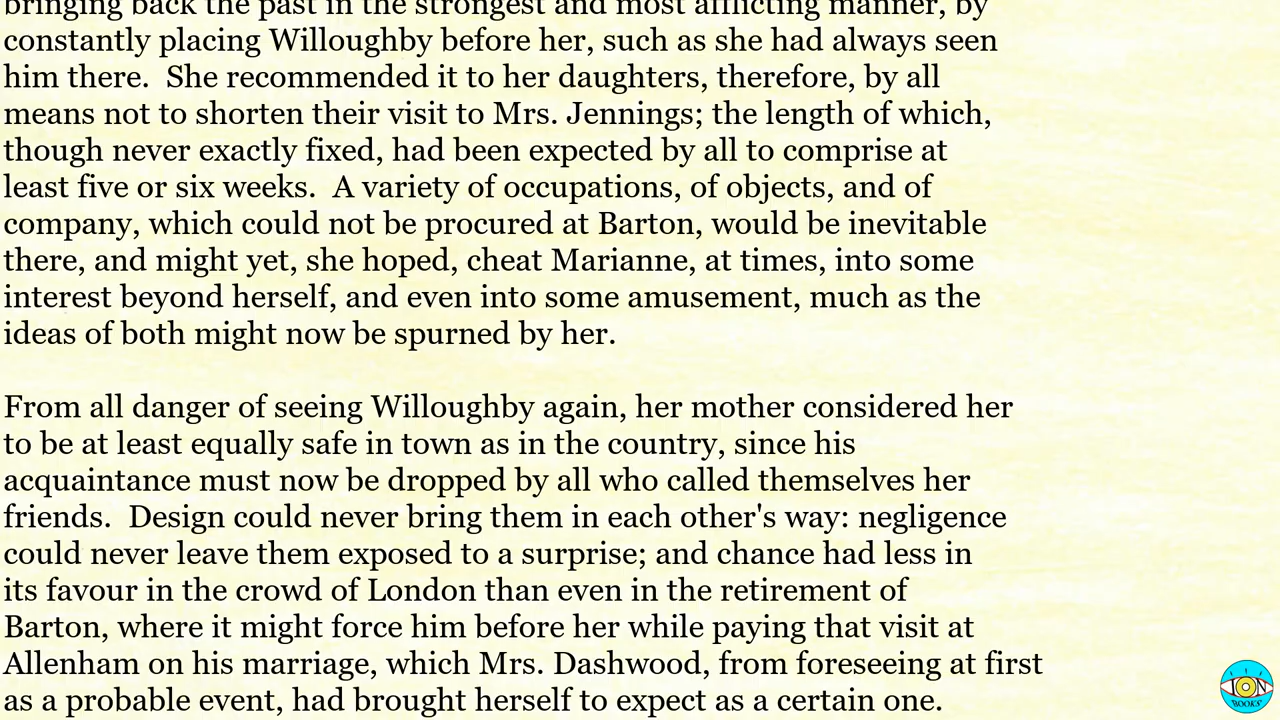 bringing back the past in the strongest and most afflicting manner, by
constantly placing Willoughby before her, such as she had always seen
him there.  She recommended it to her daughters, therefore, by all
means not to shorten their visit to Mrs. Jennings; the length of which,
though never exactly fixed, had been expected by all to comprise at
least five or six weeks.  A variety of occupations, of objects, and of
company, which could not be procured at Barton, would be inevitable
there, and might yet, she hoped, cheat Marianne, at times, into some
interest beyond herself, and even into some amusement, much as the
ideas of both might now be spurned by her.

From all danger of seeing Willoughby again, her mother considered her
to be at least equally safe in town as in the country, since his
acquaintance must now be dropped by all who called themselves her
friends.  Design could never bring them in each other's way: negligence
could never leave them exposed to a surprise; and chance had less in
its favour in the crowd of London than even in the retirement of
Barton, where it might force him before her while paying that visit at
Allenham on his marriage, which Mrs. Dashwood, from foreseeing at first
as a probable event, had brought herself to expect as a certain one.
ION
BOOKS